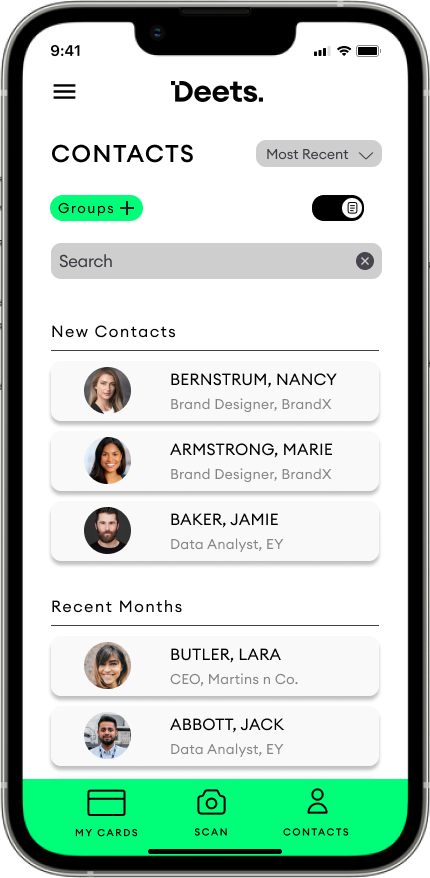 9:41
Deets.
CONTACTS
Most Recent
Groups +
Search
New Contacts
BERNSTRUM, NANCY
Brand Designer, BrandX
ARMSTRONG, MARIE
Brand Designer, BrandX
BAKER, JAMIE
Data Analyst, EY
Recent Months
BUTLER, LARA
CEO, Martins n Co.
ABBOTT, JACK
Data Analyst, EY
MY CARDS
SCAN
CONTACTS